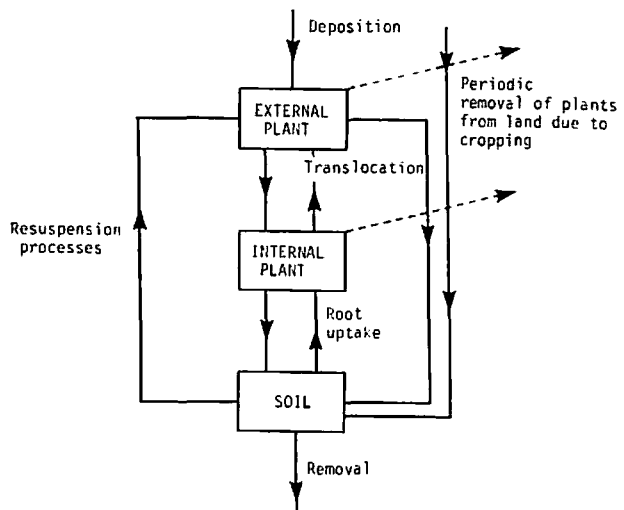 Deposition
EXTERNAL
PLANT
Periodic
removal of plants
from land due to
cropping
Translocation
Resuspension
processes
INTERNAL
PLANT
Root
uptake
SOIL
Removal